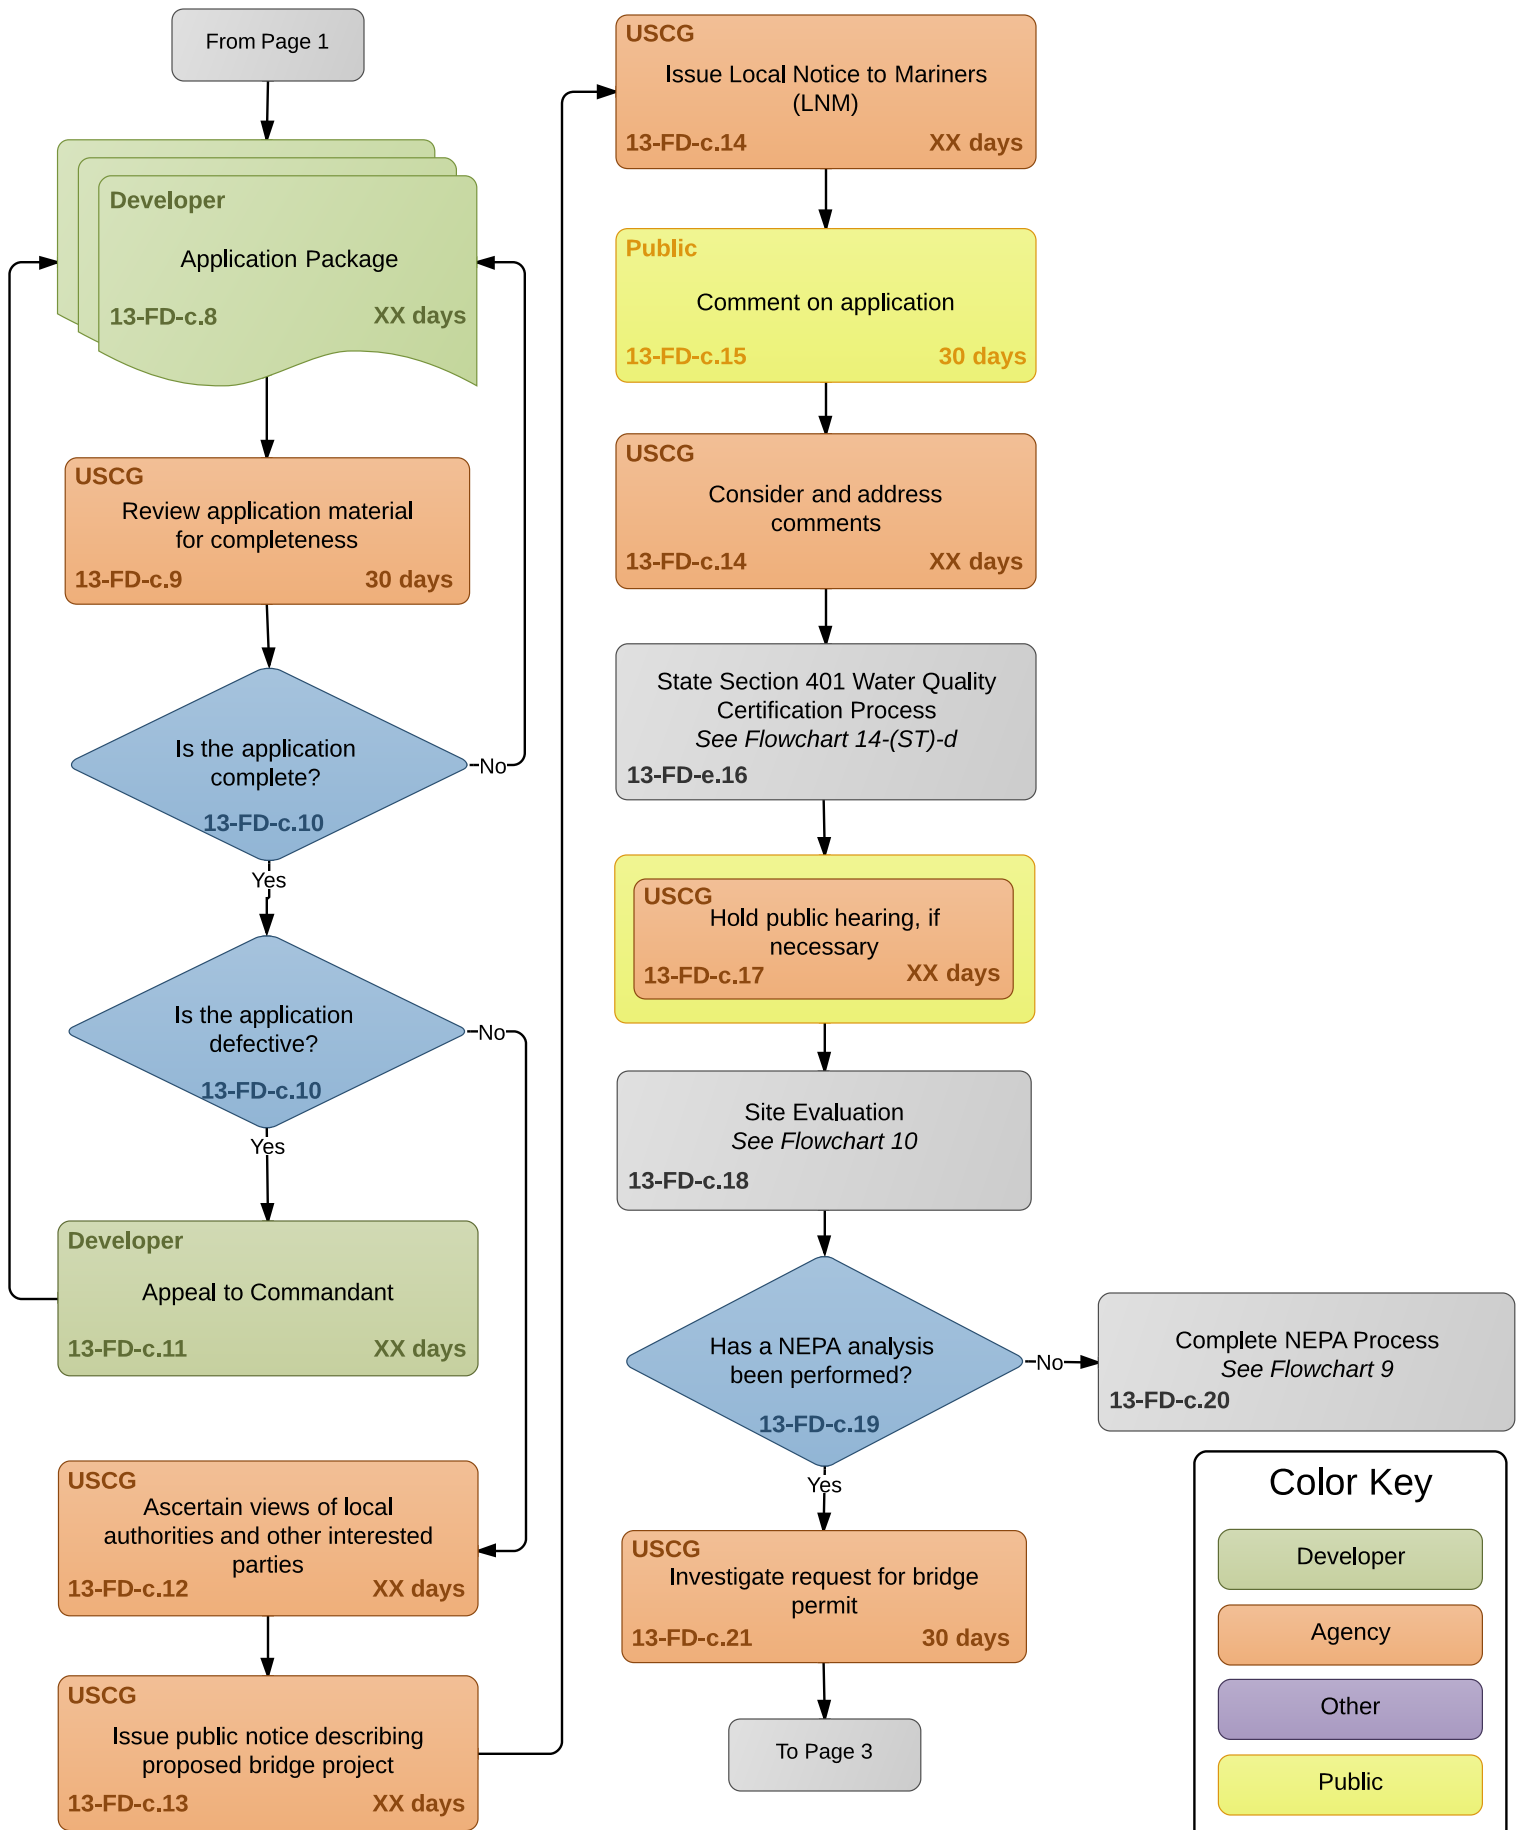 From Page 1
Developer
Application Package
13-FD-c.8
XX days
USCG
Review application material
for completeness
13-FD-c.9
30 days
Is the application
complete?
13-FD-c.10
No
Yes
Is the application
defective?
13-FD-c.10
No
Yes
Developer
Appeal to Commandant
13-FD-c.11
XX days
USCG
Ascertain views of local
authorities and other interested
parties
13-FD-c.12
XX days
USCG
Issue public notice describing
proposed bridge project
13-FD-c.13
XX days
USCG
Issue Local Notice to Mariners
(LNM)
13-FD-c.14
XX days
Public
Comment on application
13-FD-c.15
30 days
USCG
Consider and address
comments
13-FD-c.14
XX days
State Section 401 Water Quality
Certification Process
See Flowchart 14-(ST)-d
13-FD-e.16
USCG
Hold public hearing, if
necessary
13-FD-c.17
XX days
Site Evaluation
See Flowchart 10
13-FD-c.18
Has a NEPA analysis
been performed?
13-FD-c.19
No
Complete NEPA Process
See Flowchart 9
13-FD-c.20
Yes
USCG
Investigate request for bridge
permit
13-FD-c.21
30 days
To Page 3
Color Key
Developer
Agency
Other
Public